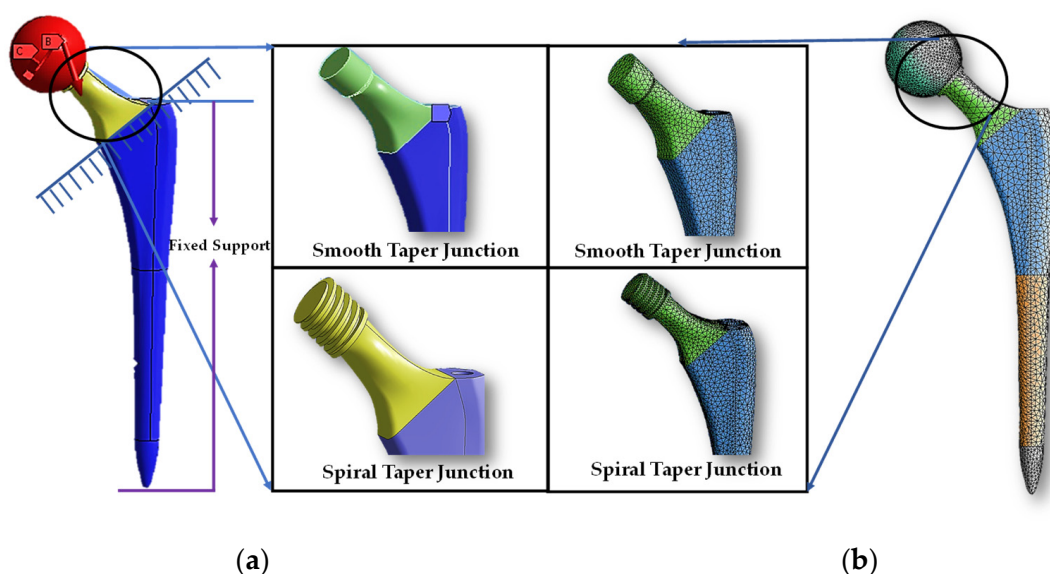 B
C
Fixed Support
Smooth Taper Junction
Smooth Taper Junction
Spiral Taper Junction
Spiral Taper Junction
(a)
(b)